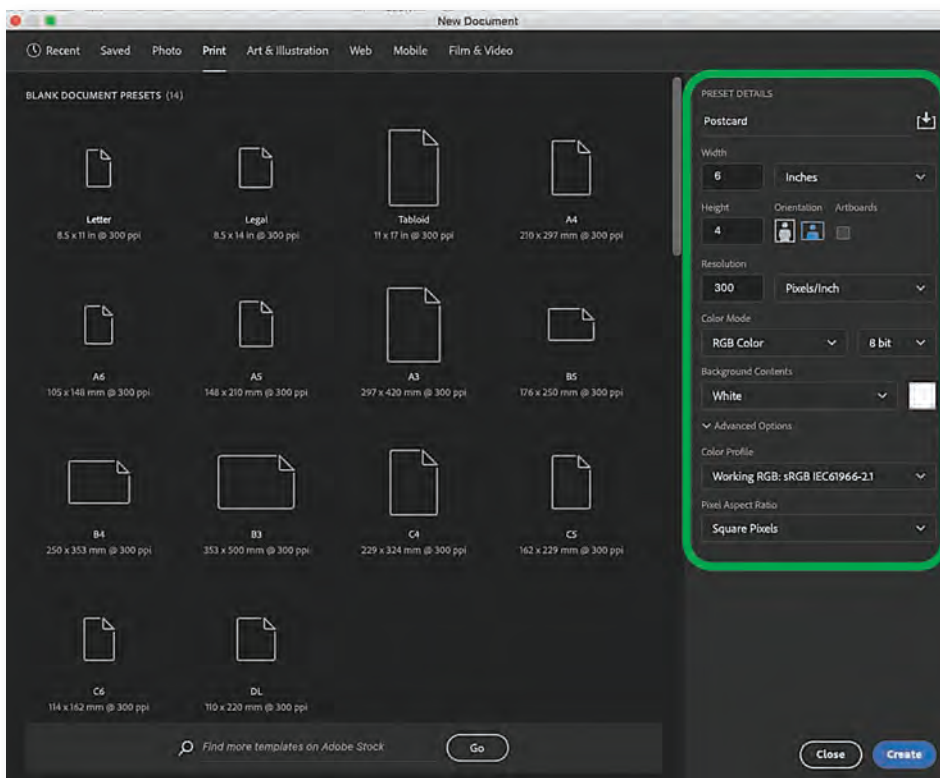 New Document
Recent Saved Photo Print Art & Illustration Web Mobile Film & Video
BLANK DOCUMENT PRESETS (14)
Letter
8.5 x 11 in @ 300 ppi
Legal
8.5 x 14 in @ 300 ppi
Tabloid
11 x 17 in @ 300 ppi
A4
210 x 297 mm @ 300 ppi
A6
105 x 148 mm @ 300 ppi
A5
148 x 210 mm @ 300 ppi
A3
297 x 420 mm @ 300 ppi
B5
176 x 250 mm @ 300 ppi
B4
250 x 353 mm @ 300 ppi
B3
353 x 500 mm @ 300 ppi
C4
229 x 324 mm @ 300 ppi
C5
162 x 229 mm @ 300 ppi
C6
114 x 162 mm @ 300 ppi
DL
110 x 220 mm @ 300 ppi
Find more templates on Adobe Stock
Go
PRESET DETAILS
Postcard
Width
6 Inches
Height Orientation Artboards
4
Resolution
300 Pixels/Inch
Color Mode
RGB Color 8 bit
Background Contents
White
Advanced Options
Color Profile
Working RGB: sRGB IEC61966-2.1
Pixel Aspect Ratio
Square Pixels
Close Create